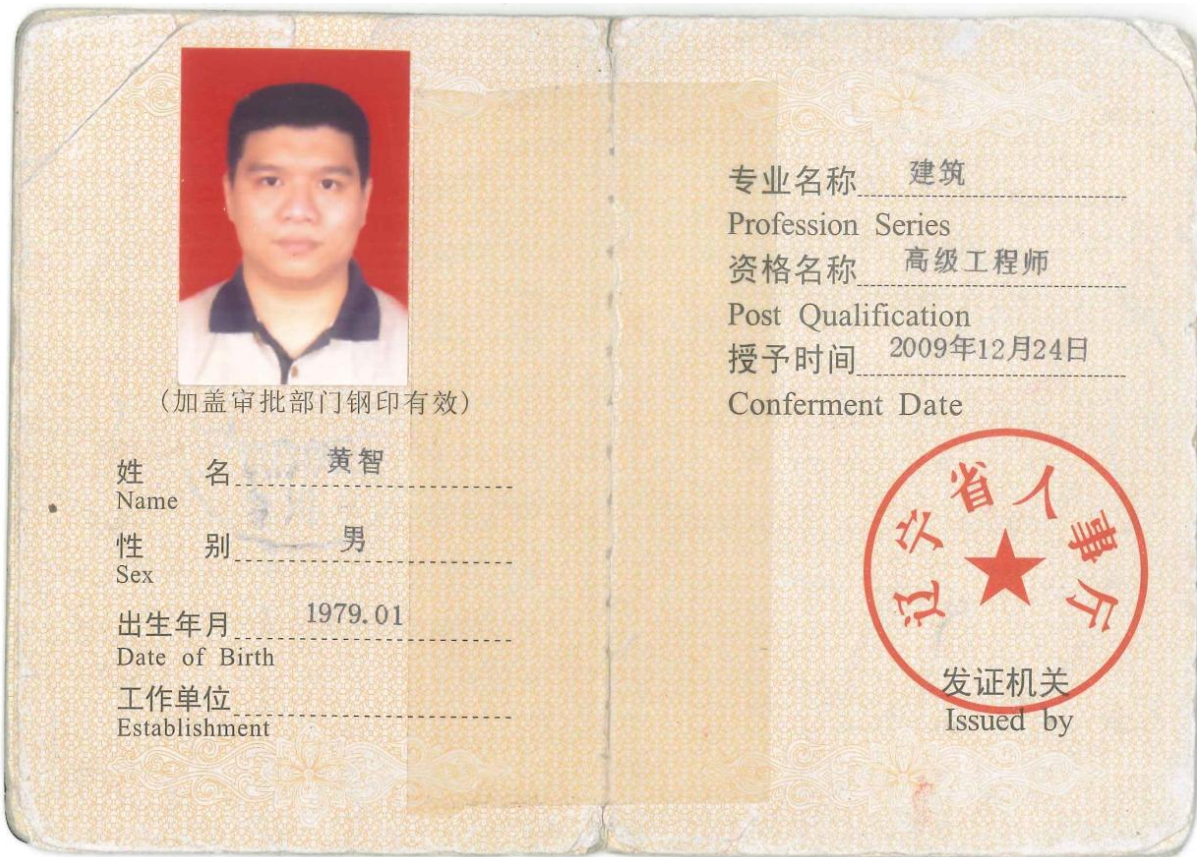 (加盖审批部门钢印有效)
姓 名 黄智
Name
性 别 男
Sex
出生年月 1979.01
Date of Birth
工作单位
Establishment
专业名称 建筑
Profession Series
资格名称 高级工程师
Post Qualification
授予时间 2009年12月24日
Conferment Date
辽宁省人事厅
发证机关
Issued by